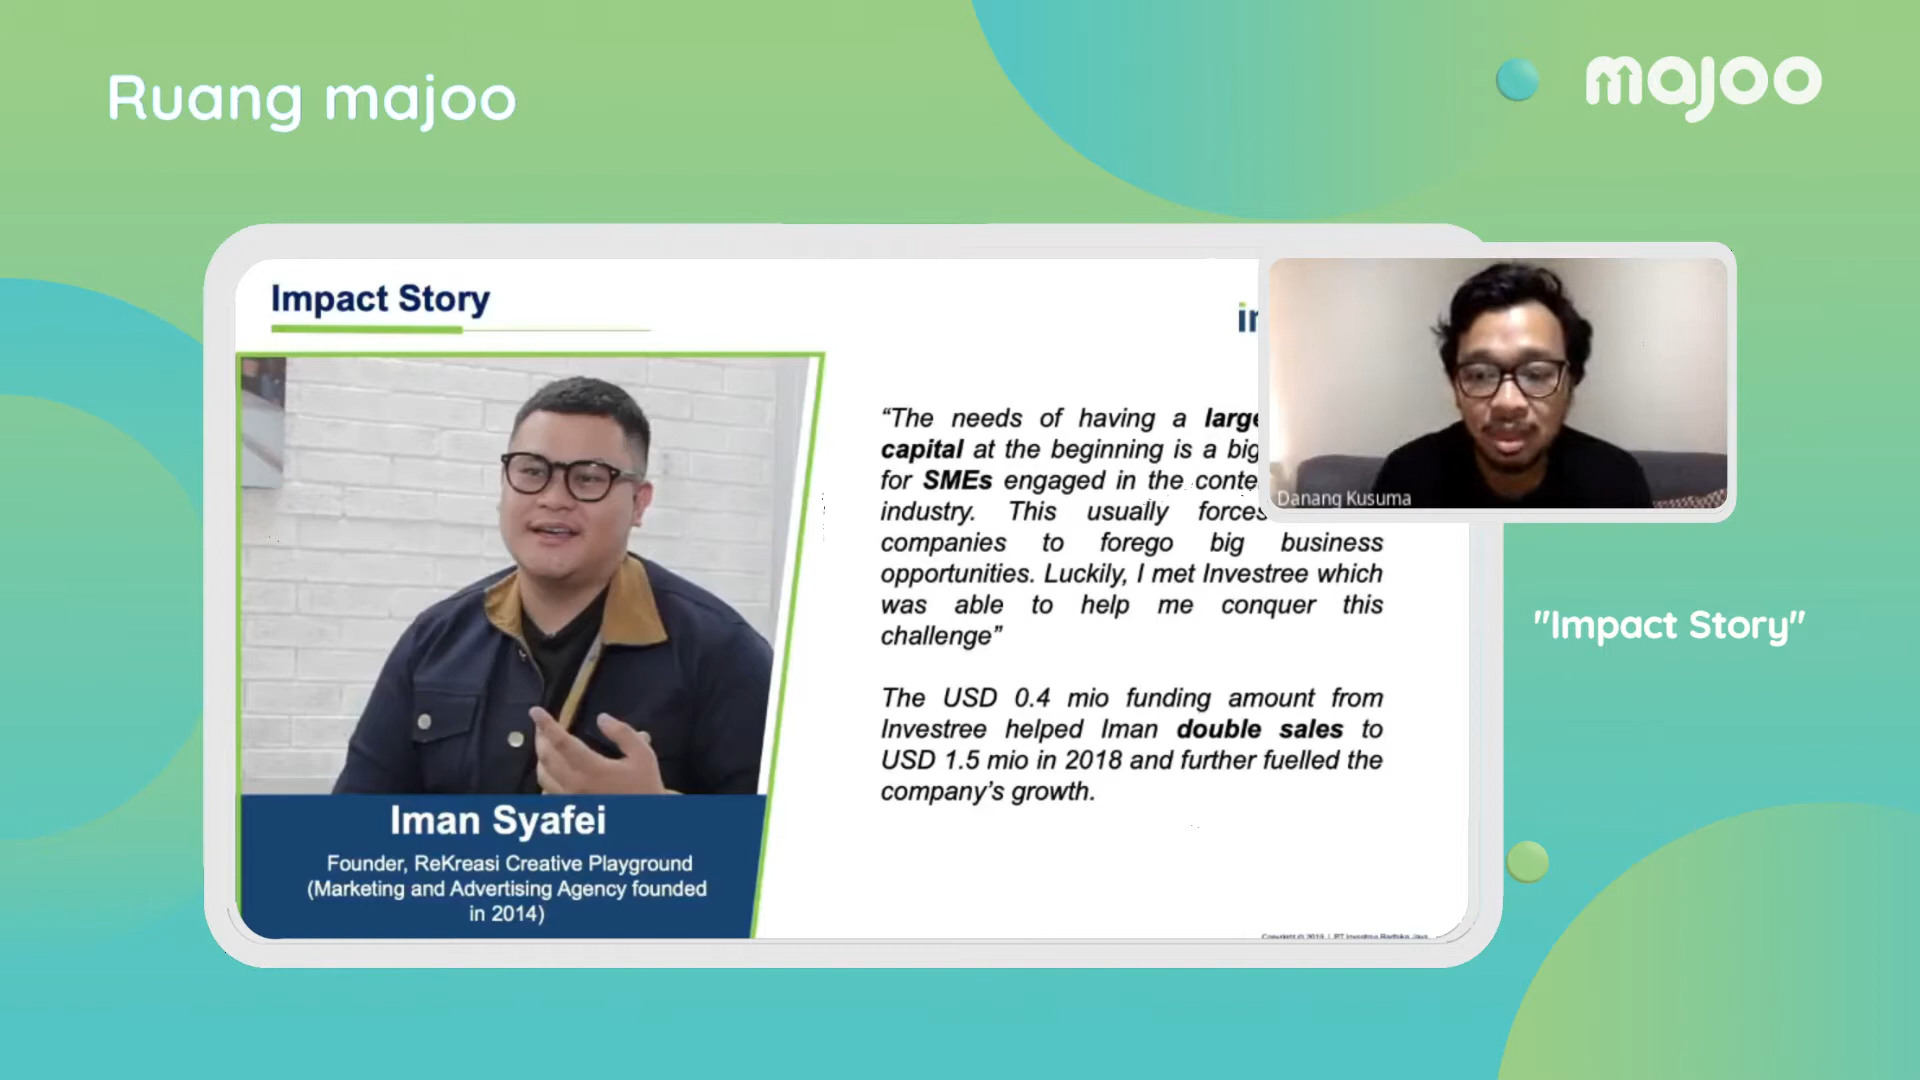 Ruang majoo
majoo
Impact Story
"The needs of having a large
capital at the beginning is a big
for SMEs engaged in the
industry. This usually forces
companies to forego big business
opportunities. Luckily, I met Investree which
was able to help me conquer this
challenge"
The USD 0.4 mio funding amount from
Investree helped Iman double sales to
USD 1.5 mio in 2018 and further fuelled the
company's growth.
Iman Syafei
Founder, ReKreasi Creative Playground
(Marketing and Advertising Agency founded
in 2014)
Danang Kusuma
"Impact Story"